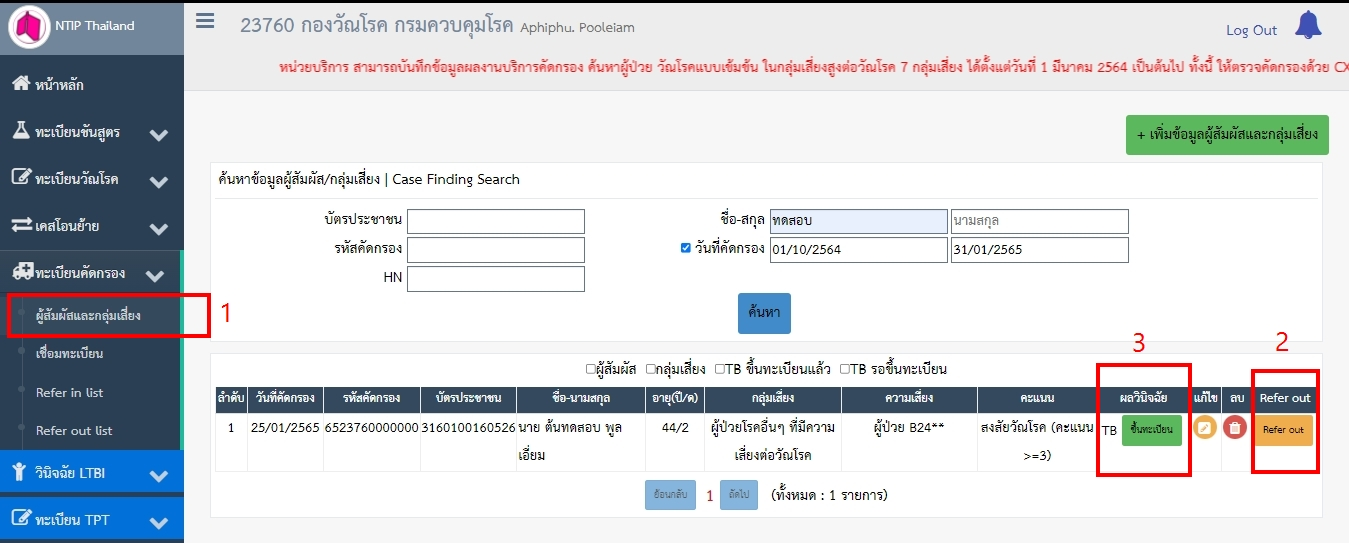 NTIP Thailand
23760 กองวัณโรค กรมควบคุมโรค Aphiphu. Pooleiam
Log Out
หน่วยบริการ สามารถบันทึกข้อมูลผลงานบริการคัดกรอง ค้นหาผู้ป่วย วัณโรคแบบเข้มข้น ในกลุ่มเสี่ยงสูงต่อวัณโรค 7 กลุ่มเสี่ยง ได้ตั้งแต่วันที่ 1 มีนาคม 2564 เป็นต้นไป ทั้งนี้ ให้ตรวจคัดกรองด้วย CX
หน้าหลัก
ทะเบียนชันสูตร
ทะเบียนวัณโรค
เคสโอนย้าย
ทะเบียนคัดกรอง
ผู้สัมผัสและกลุ่มเสี่ยง
1
เชื่อมทะเบียน
Refer in list
Refer out list
วินิจฉัย LTBI
ทะเบียน TPT
+ เพิ่มข้อมูลผู้สัมผัสและกลุ่มเสี่ยง
ค้นหาข้อมูลผู้สัมผัส/กลุ่มเสี่ยง | Case Finding Search
บัตรประชาชน
ชื่อ-สกุล ทดสอบ นามสกุล
รหัสคัดกรอง
วันที่คัดกรอง 01/10/2564 31/01/2565
HN
ค้นหา
3 2
ผู้สัมผัส กลุ่มเสี่ยง TB ขึ้นทะเบียนแล้ว TB รอขึ้นทะเบียน
ลำดับ วันที่คัดกรอง รหัสคัดกรอง บัตรประชาชน ชื่อ-นามสกุล อายุ(ปี/ด) กลุ่มเสี่ยง ความเสี่ยง คะแนน ผลวินิจฉัย แก้ไข ลบ Refer out
1 25/01/2565 6523760000000 3160100160526 นาย ต้นทดสอบ พูล 44/2 ผู้ป่วยโรคอื่นๆ ที่มีความ ผู้ป่วย B24** สงสัยวัณโรค (คะแนน TB ขึ้นทะเบียน Refer out
เอี่ยม เสี่ยงต่อวัณโรค >=3)
ย้อนกลับ 1 ถัดไป (ทั้งหมด : 1 รายการ)